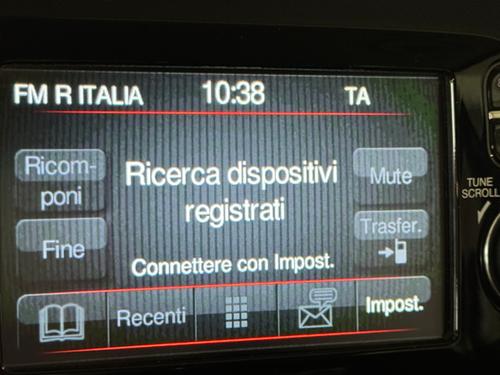 FM R ITALIA 10:38 TA
Ricom-
poni
Ricerca dispositivi
registrati
Mute
Fine
Trasfer.
Connettere con Impost.
Recenti
Impost.
TUNE
SCROLL